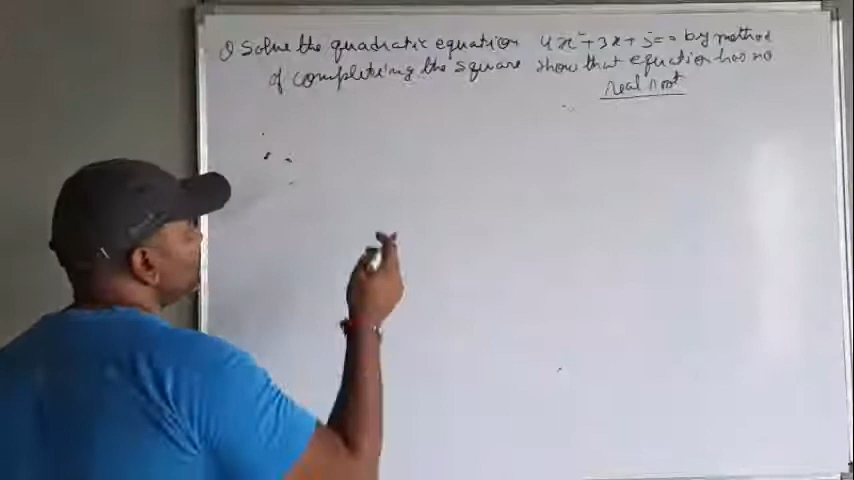 Q Solve the quadratic equation 4x²+3x+5=0 by method
of completing the square show that equation has no
real root